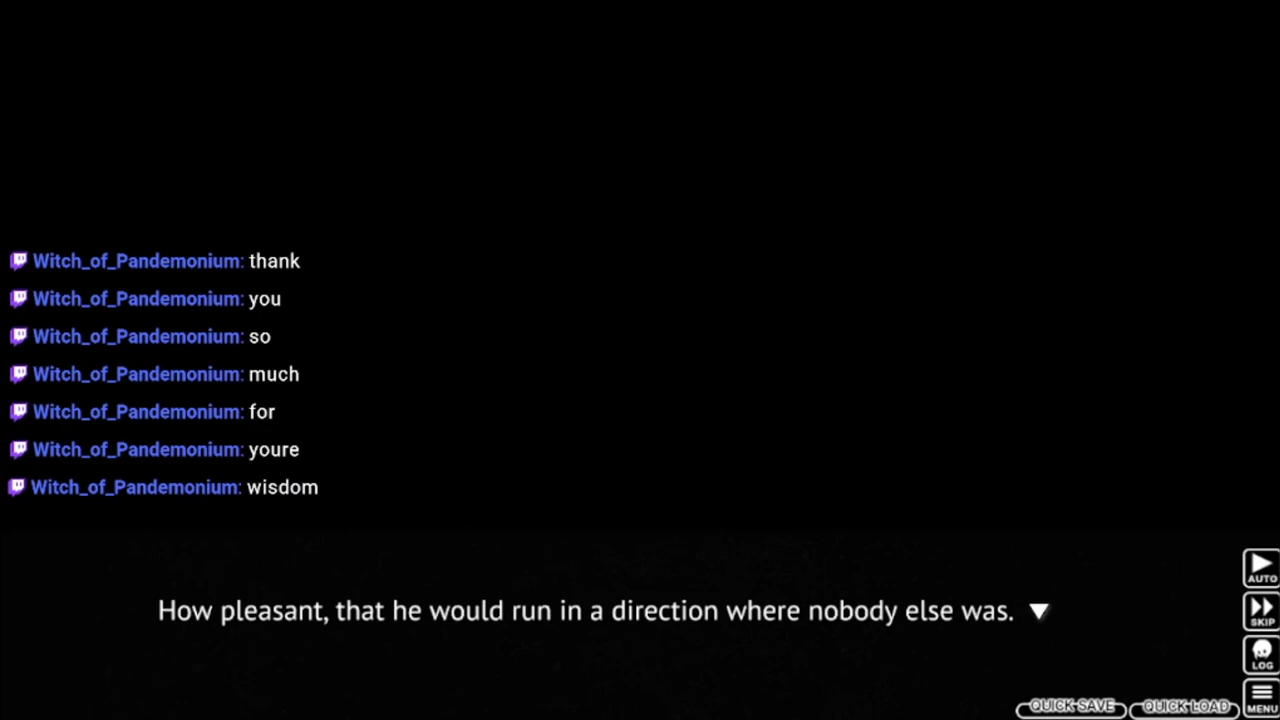 Witch_of_Pandemonium: thank
Witch_of_Pandemonium: you
Witch_of_Pandemonium: so
Witch_of_Pandemonium: much
Witch_of_Pandemonium: for
Witch_of_Pandemonium: youre
Witch_of_Pandemonium: wisdom
How pleasant, that he would run in a direction where nobody else was.
AUTO
SKIP
LOG
MENU
QUICK SAVE QUICK LOAD